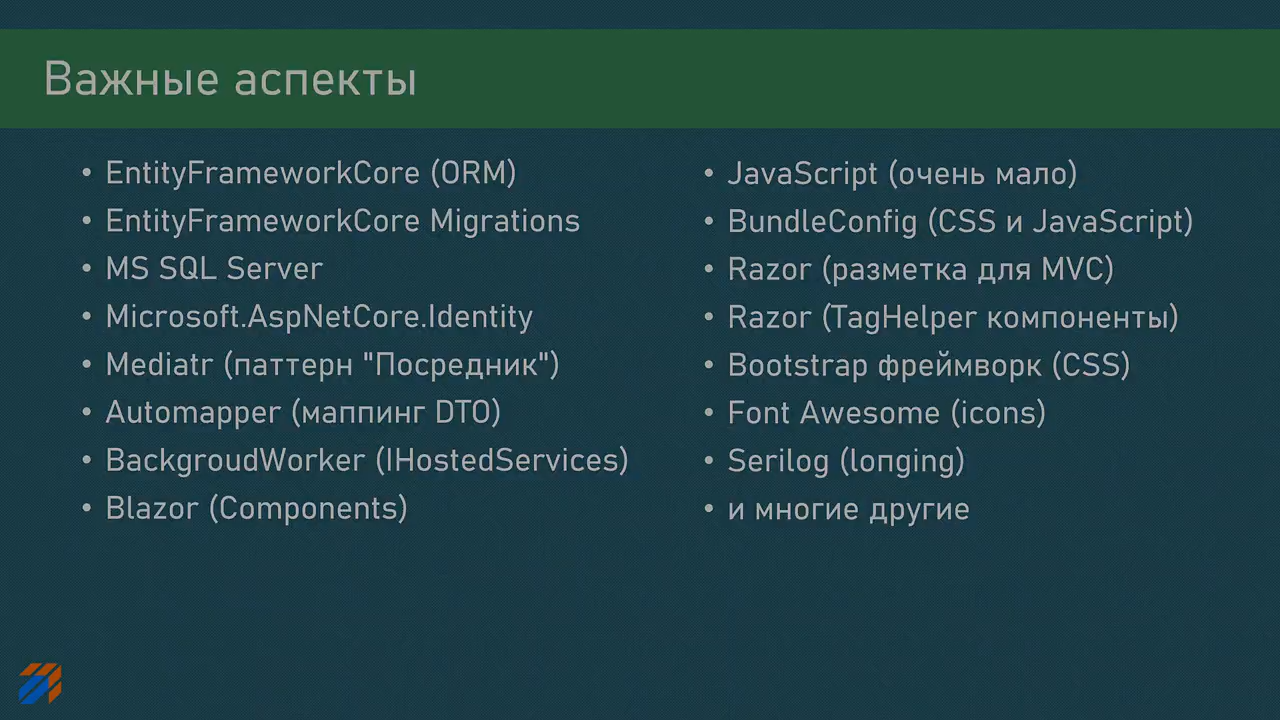 Важные аспекты
• EntityFrameworkCore (ORM)
• EntityFrameworkCore Migrations
• MS SQL Server
• Microsoft.AspNetCore.Identity
• Mediatr (паттерн "Посредник")
• Automapper (маппинг DTO)
• BackgroudWorker (IHostedServices)
• Blazor (Components)
• JavaScript (очень мало)
• BundleConfig (CSS и JavaScript)
• Razor (разметка для MVC)
• Razor (TagHelper компоненты)
• Bootstrap фреймворк (CSS)
• Font Awesome (icons)
• Serilog (loпging)
• и многие другие